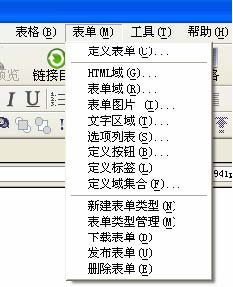 表格(B) 表单(M) 工具(T) 帮助(H)
定义表单(C)...
预览 链接目
HTML域(G)...
表单域(R)...
表单图片(I)...
I U
文字区域(T)...
选项列表(S)...
定义按钮(B)...
定义标签(L)
定义域集合(F)...
新建表单类型(N)
表单类型管理(M)
下载表单(D)
发布表单(U)
删除表单(E)